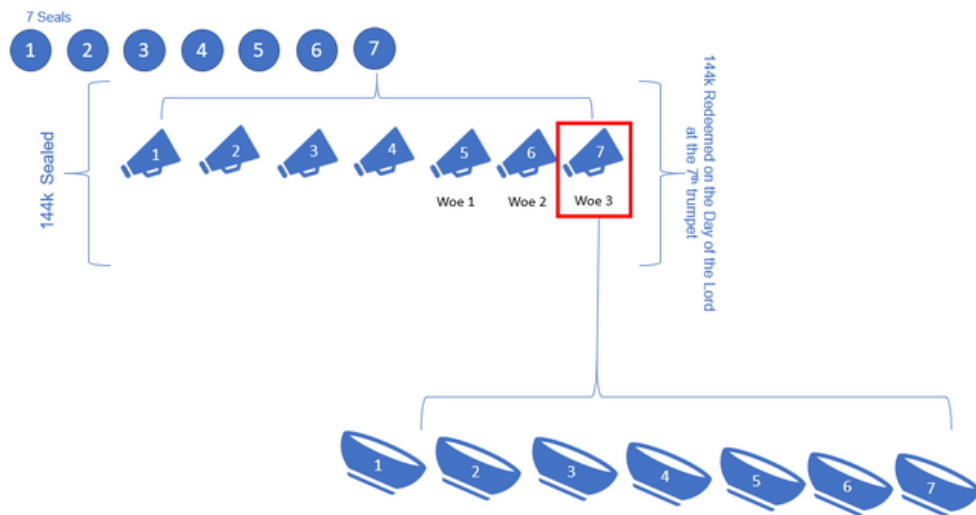 7 Seals
1 2 3 4 5 6 7
144k Sealed
1 2 3 4 5 6 7
Woe 1 Woe 2 Woe 3
144k Redeemed on the Day of the Lord
at the 7th trumpet
1 2 3 4 5 6 7